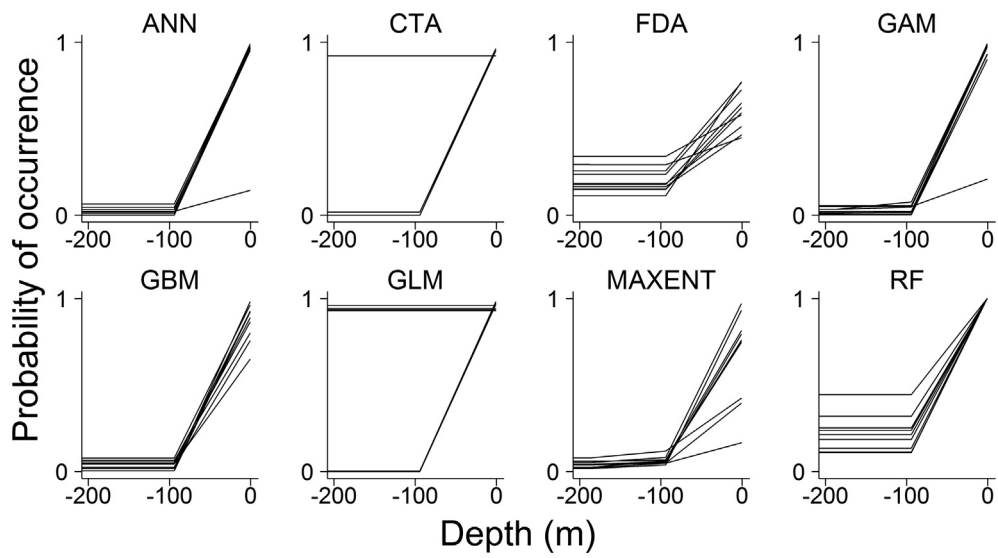 ANN CTA FDA GAM
1 1 1 1
0 0 0 0
-200 -100 0 -200 -100 0 -200 -100 0 -200 -100 0
GBM GLM MAXENT RF
1 1 1 1
0 0 0 0
-200 -100 0 -200 -100 0 -200 -100 0 -200 -100 0
Probability of occurrence
Depth (m)